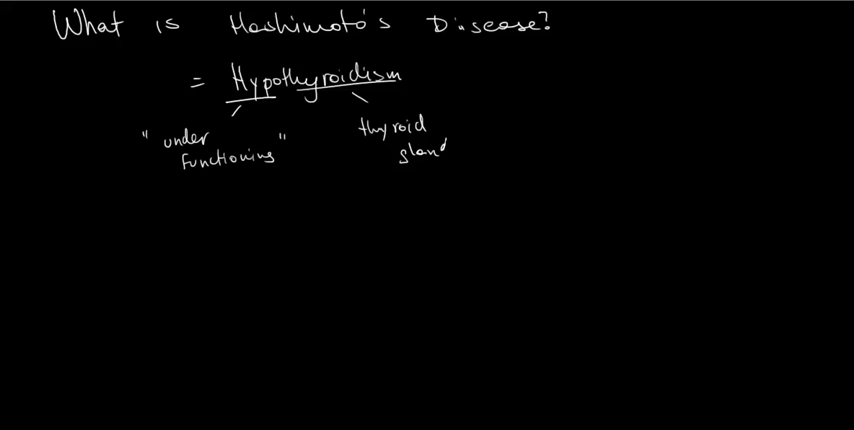 What is Hashimoto's Disease?
= Hypothyroidism
"under functioning"
thyroid gland